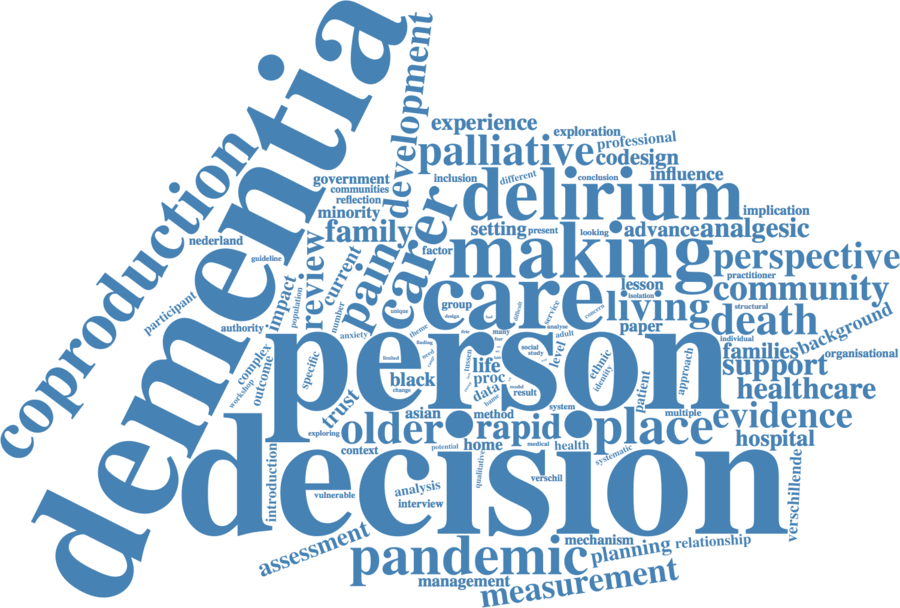 dementia
coproduction
development
experience
exploration
professional
palliative
codesign
government
communities
reflection
inclusion
different
conclusion
influence
minority
delirium
implication
nederland
family
carer
setting
present
looking
advance
analgesic
guideline
review
current
pain
factor
making
perspective
practitioner
participant
impact
population
number
unique
care
group
design
difficult
service
concern
lesson
isolation
living
community
structural
death
background
authority
anxiety
theme
data
many
analyse
adult
paper
individual
families
organisational
complex
workshop
outcome
specific
person
finding
limited
need
tussen
social
study
level
ethnic
identity
approach
support
black
change
life
proc
data
model
result
patient
healthcare
trust
asian
method
system
multiple
evidence
exploring
older
rapid
place
hospital
context
potential
home
medical
health
systematic
introduction
decision
qualitative
verschil
verschillende
vulnerable
analysis
interview
assessment
pandemic
mechanism
planning
relationship
management
measurement